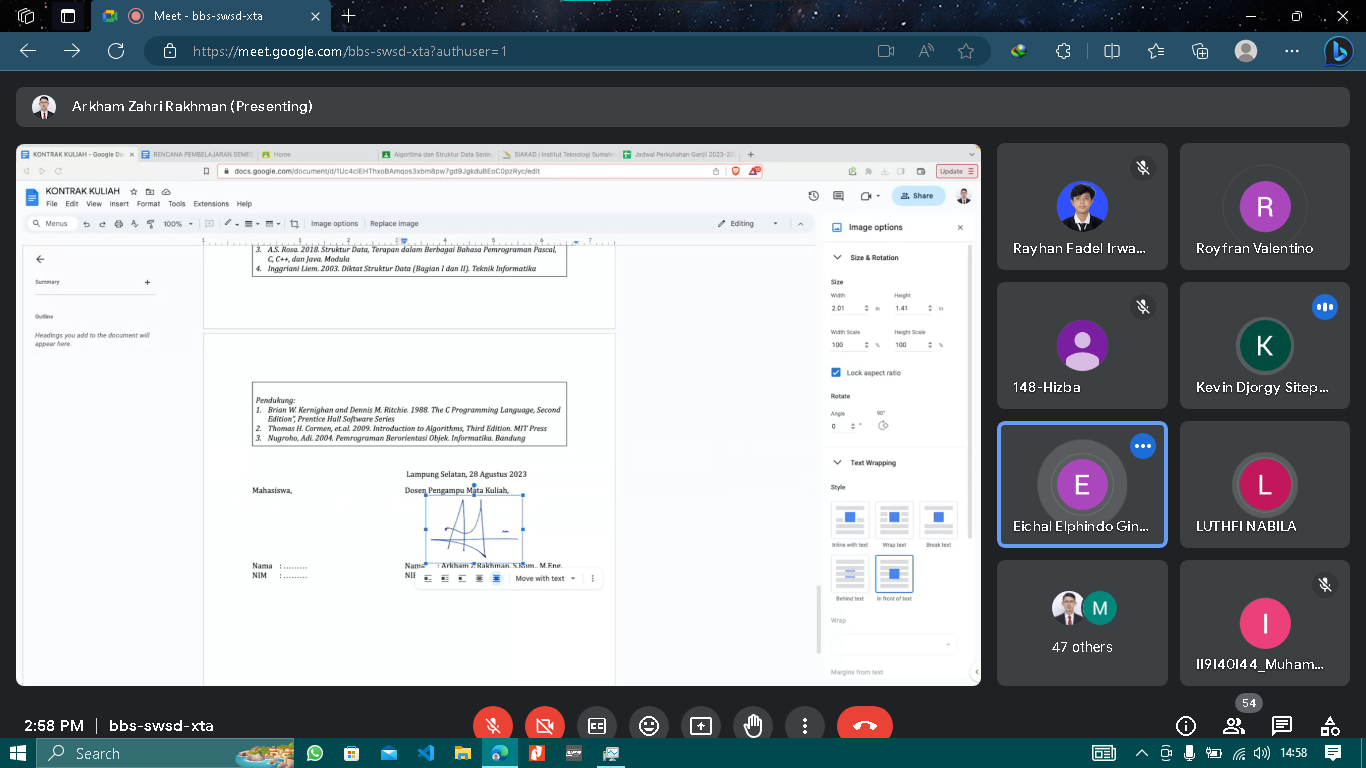 Meet - bbs-swsd-xta
https://meet.google.com/bbs-swsd-xta?authuser=1
Arkham Zahri Rakhman (Presenting)
KONTRAK KULIAH - Google Do
RENCANA PEMBELAJARAN SEMES
Home
Algoritma dan Struktur Data Senin,
SIAKAD | Institut Teknologi Sumater
Jadwal Perkuliahan Ganjil 2023-20
docs.google.com/document/d/1Uc4ciEHThxoBAmqos3xbm8pw7gd9JgkduBEoC0pzRyc/edit
Update
KONTRAK KULIAH
File Edit View Insert Format Tools Extensions Help
Share
Menus
100%
Image options
Replace image
Editing
Summary
Outline
Headings you add to the document will
appear here.
3. A.S. Rosa. 2018. Struktur Data, Terapan dalam Berbagai Bahasa Pemrograman Pascal,
C, C++, dan Java. Modula
4. Inggriani Liem. 2003. Diktat Struktur Data (Bagian I dan II). Teknik Informatika
Pendukung:
1. Brian W. Kernighan and Dennis M. Ritchie. 1988. The C Programming Language, Second
Edition", Prentice Hall Software Series
2. Thomas H. Cormen, et.al. 2009. Introduction to Algorithms, Third Edition. MIT Press
3. Nugroho, Adi. 2004. Pemrograman Berorientasi Objek. Informatika. Bandung
Lampung Selatan, 28 Agustus 2023
Mahasiswa,
Dosen Pengampu Mata Kuliah,
Nama : .........
Nama : Arkham Z Rakhman, S.Kom., M.Eng.
NIM : .........
Move with text
Image options
Size & Rotation
Size
Width
Height
2.01 in
1.41 in
Width Scale
Height Scale
100 %
100 %
Lock aspect ratio
Rotate
Angle
90°
0 °
Text Wrapping
Style
Inline with text
Wrap text
Break text
Behind text
In front of text
Wrap
Margins from text
Rayhan Fadel Irwa...
R
Royfran Valentino
148-Hizba
K
Kevin Djorgy Sitep...
E
Eichal Elphindo Gin...
L
LUTHFI NABILA
M
47 others
I
119140144_Muham...
2:58 PM | bbs-swsd-xta
54
Search
14:58